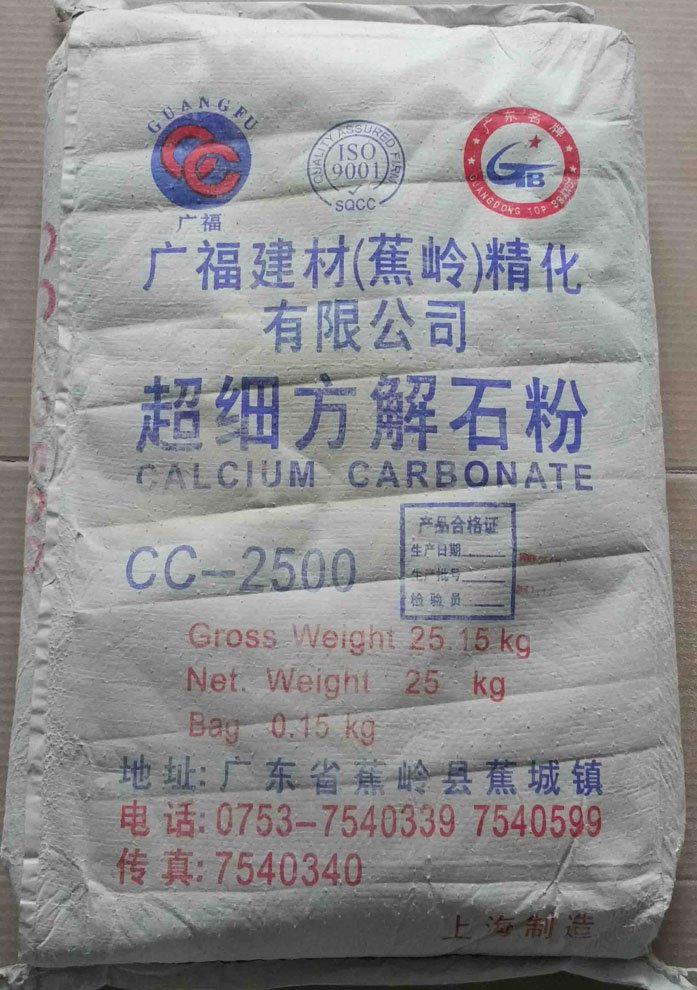 GUANGFU
广福
QUALITY ASSURED FIRM
ISO
9001
SQCC
广东名牌
GB
GUANGDONG TOP BRAND
广福建材(蕉岭)精化
有限公司
超细方解石粉
CALCIUM CARBONATE
CC-2500
产品合格证
生产日期
生产批号
检验员
Gross Weight 25.15 kg
Net. Weight 25 kg
Bag 0.15 kg
地址:广东省蕉岭县蕉城镇
电话:0753-7540339 7540599
传真:7540340
上海制造